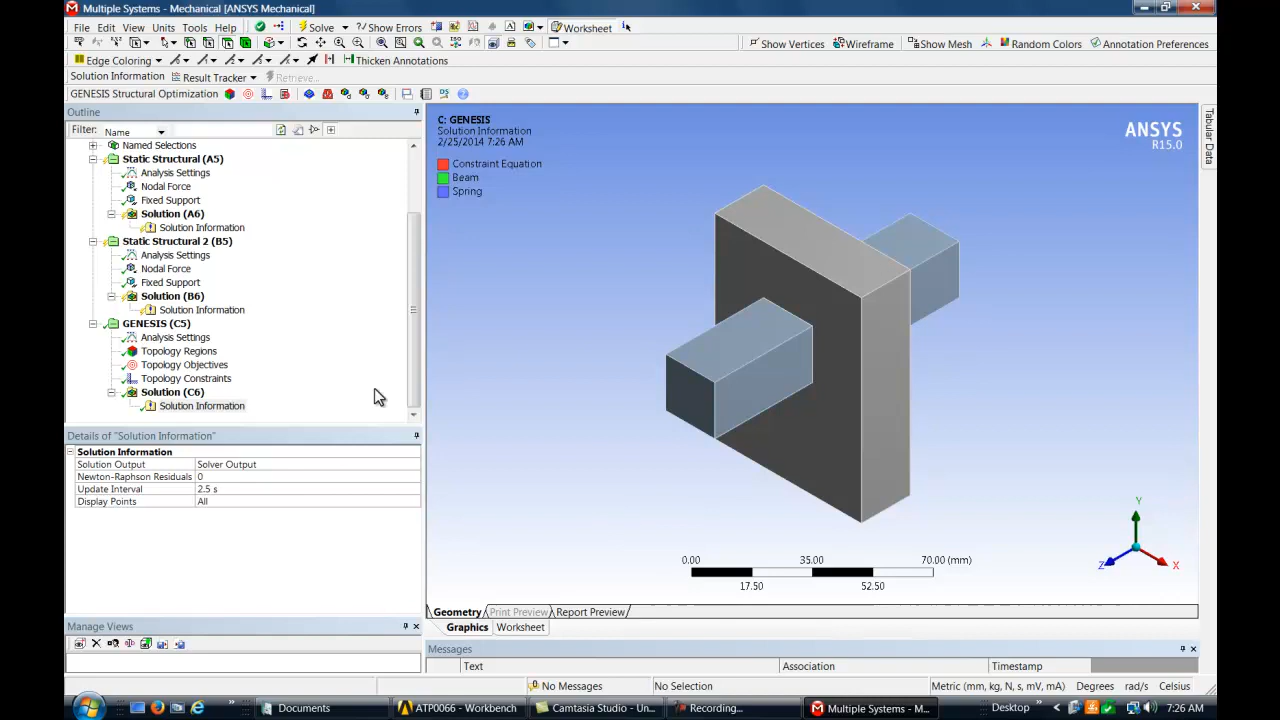 Multiple Systems - Mechanical [ANSYS Mechanical]
File Edit View Units Tools Help Solve Show Errors Worksheet
Show Vertices Wireframe Show Mesh Random Colors Annotation Preferences
Edge Coloring Thicken Annotations
Solution Information Result Tracker Retrieve...
GENESIS Structural Optimization
Outline
Filter: Name
Named Selections
Static Structural (A5)
Analysis Settings
Nodal Force
Fixed Support
Solution (A6)
Solution Information
Static Structural 2 (B5)
Analysis Settings
Nodal Force
Fixed Support
Solution (B6)
Solution Information
GENESIS (C5)
Analysis Settings
Topology Regions
Topology Objectives
Topology Constraints
Solution (C6)
Solution Information
Details of "Solution Information"
Solution Information
Solution Output Solver Output
Newton-Raphson Residuals 0
Update Interval 2.5 s
Display Points All
Manage Views
C: GENESIS
Solution Information
2/25/2014 7:26 AM
Constraint Equation
Beam
Spring
ANSYS
R15.0
Tabular Data
Y
Z X
0.00 35.00 70.00 (mm)
17.50 52.50
Geometry Print Preview Report Preview
Graphics Worksheet
Messages
Text Association Timestamp
No Messages No Selection Metric (mm, kg, N, s, mV, mA) Degrees rad/s Celsius
Documents ATP0066 - Workbench Camtasia Studio - Un... Recording... Multiple Systems - M... Desktop 7:26 AM